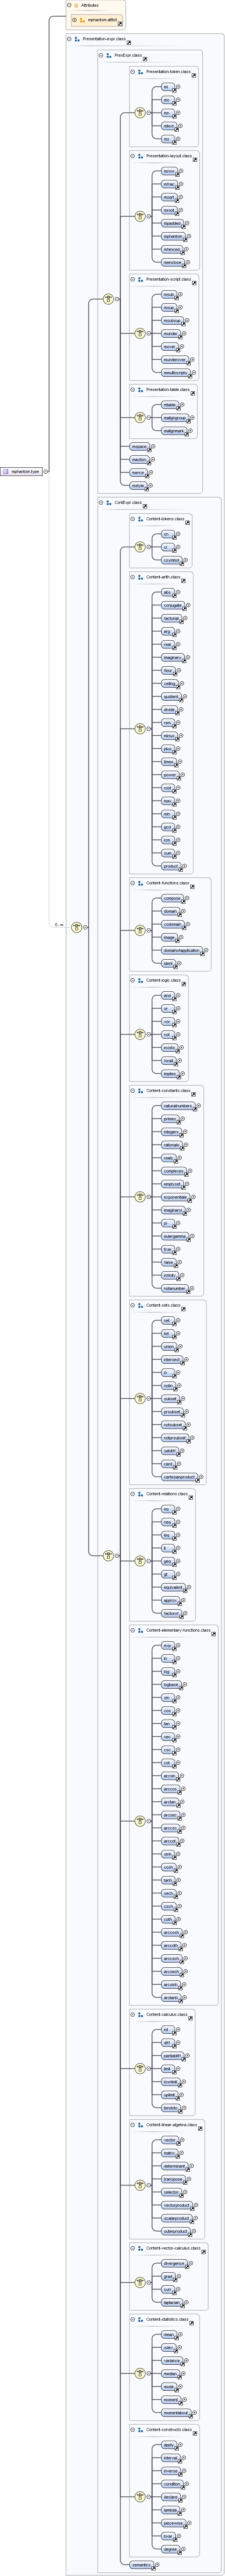 Attributes
mphantom.attlist
Presentation-expr.class
PresExpr.class
Presentation-token.class
mi
mo
mn
mtext
ms
Presentation-layout.class
mrow
mfrac
msqrt
mroot
mpadded
mphantom
mfenced
menclose
Presentation-script.class
msub
msup
msubsup
munder
mover
munderover
mmultiscripts
Presentation-table.class
mtable
maligngroup
malignmark
mspace
maction
merror
mstyle
mphantom.type
ContExpr.class
Content-tokens.class
cn
ci
csymbol
Content-arith.class
abs
conjugate
factorial
arg
real
imaginary
floor
ceiling
quotient
divide
rem
minus
plus
times
power
root
max
min
gcd
lcm
sum
product
Content-functions.class
compose
domain
codomain
image
domainofapplication
ident
0..∞
Content-logic.class
and
or
xor
not
exists
forall
implies
Content-constants.class
naturalnumbers
primes
integers
rationals
reals
complexes
emptyset
exponentiale
imaginaryi
pi
eulergamma
true
false
infinity
notanumber
Content-sets.class
set
list
union
intersect
in
notin
subset
prsubset
notsubset
notprsubset
setdiff
card
cartesianproduct
Content-relations.class
eq
neq
leq
lt
geq
gt
equivalent
approx
factorof
Content-elementary-functions.class
exp
ln
log
logbase
sin
cos
tan
sec
csc
cot
arcsin
arccos
arctan
arcsec
arccsc
arccot
sinh
cosh
tanh
sech
csch
coth
arccosh
arccoth
arccsch
arcsech
arcsinh
arctanh
Content-calculus.class
int
diff
partialdiff
limit
lowlimit
uplimit
tendsto
Content-linear-algebra.class
vector
matrix
determinant
transpose
selector
vectorproduct
scalarproduct
outerproduct
Content-vector-calculus.class
divergence
grad
curl
laplacian
Content-statistics.class
mean
sdev
variance
median
mode
moment
momentabout
Content-constructs.class
apply
interval
inverse
condition
declare
lambda
piecewise
bvar
degree
semantics